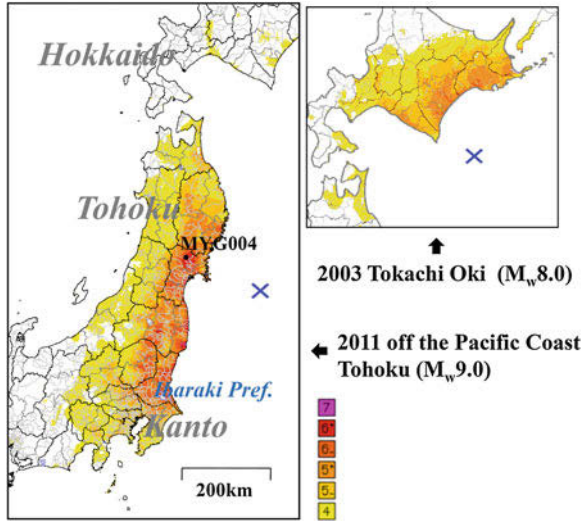 Hokkaido
Tohoku
MYG004
Ibaraki Pref.
Kanto
200km
2003 Tokachi Oki (Mw8.0)
2011 off the Pacific Coast
Tohoku (Mw9.0)
7
6+
6-
5+
5-
4